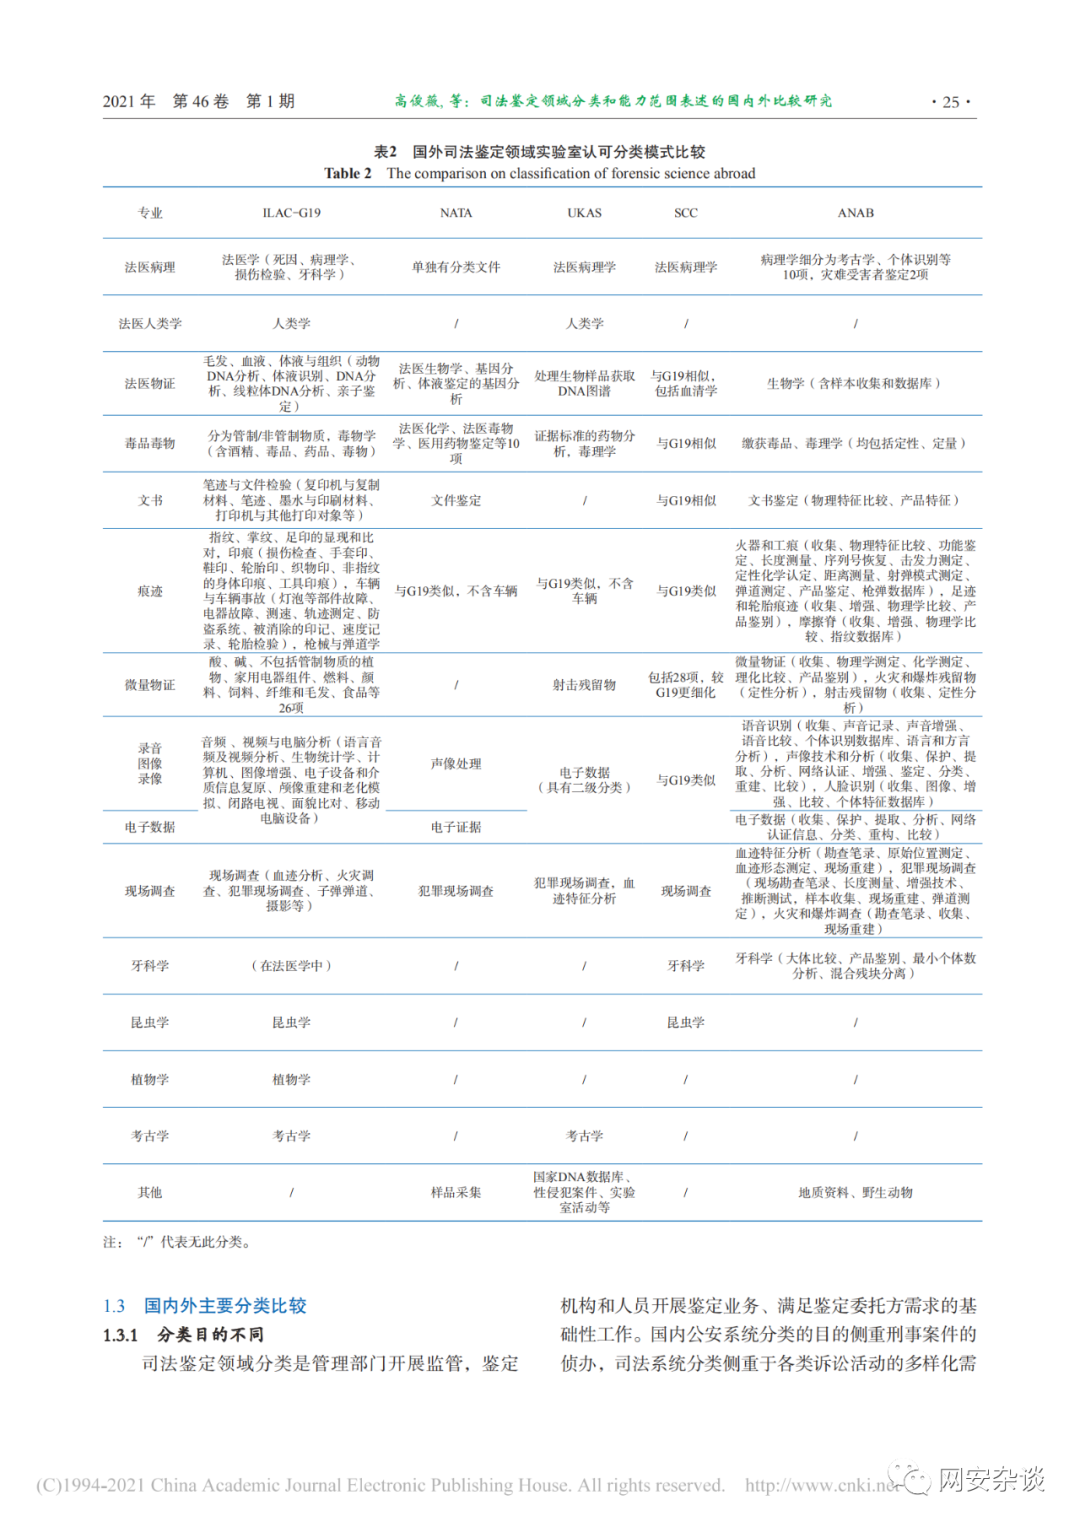 2021 年 第 46 卷 第 1 期
高俊薇, 等: 司法鉴定领域分类和能力范围表述的国内外比较研究
· 25 ·
表2 国外司法鉴定领域实验室认可分类模式比较
Table 2 The comparison on classification of forensic science abroad
专业 ILAC-G19 NATA UKAS SCC ANAB
法医病理
法医学（死因、病理学、
损伤检验、牙科学）
单独有分类文件
法医病理学
法医病理学
病理学细分为考古学、个体识别等
10项，灾难受害者鉴定2项
法医人类学 人类学 / 人类学 / /
法医物证
毛发、血液、体液与组织（动物
DNA分析、体液识别、DNA分
析、线粒体DNA分析、亲子鉴
定）
法医生物学、基因分
析、体液鉴定的基因分
析
处理生物样品获取
DNA图谱
与G19相似，
包括血清学
生物学（含样本收集和数据库）
毒品毒物
分为管制/非管制物质，毒物学
（含酒精、毒品、药品、毒物）
法医化学、法医毒物
学、医用药物鉴定等10
项
证据标准的药物分
析，毒理学
与G19相似
缴获毒品、毒理学（均包括定性、定量）
文书
笔迹与文件检验（复印机与复制
材料、笔迹、墨水与印刷材料、
打印机与其他打印对象等）
文件鉴定
/
与G19相似
文书鉴定（物理特征比较、产品特征）
痕迹
指纹、掌纹、足印的显现和比
对，印痕（损伤检查、手套印、
鞋印、轮胎印、织物印、非指纹
的身体印痕、工具印痕），车辆
与车辆事故（灯泡等部件故障、
电器故障、测速、轨迹测定、防
盗系统、被消除的印记、速度记
录、轮胎检验），枪械与弹道学
与G19类似，不含车辆
与G19类似，不含
车辆
与G19类似
火器和工痕（收集、物理特征比较、功能鉴
定、长度测量、序列号恢复、击发力测定、
定性化学认定、距离测量、射弹模式测定、
弹道测定、产品鉴定、枪弹数据库），足迹
和轮胎痕迹（收集、增强、物理学比较、产
品鉴别），摩擦脊（收集、增强、物理学比
较、指纹数据库）
微量物证
酸、碱、不包括管制物质的植
物、家用电器组件、燃料、颜
料、饲料、纤维和毛发、食品等
26项
/
射击残留物
包括28项，较
G19更细化
微量物证（收集、物理学测定、化学测定、
理化比较、产品鉴别），火灾和爆炸残留物
（定性分析），射击残留物（收集、定性分
析）
录音
图像
录像
音频 、视频与电脑分析（语言音
频及视频分析、生物统计学、计
算机、图像增强、电子设备和介
质信息复原、颅像重建和老化模
拟、闭路电视、面貌比对、移动
电脑设备）
声像处理
电子数据
（具有二级分类）
与G19类似
语音识别（收集、声音记录、声音增强、
语音比较、个体识别数据库、语言和方言
分析），声像技术和分析（收集、保护、提
取、分析、网络认证、增强、鉴定、分类、
重建、比较），人脸识别（收集、图像、增
强、比较、个体特征数据库）
电子数据
电子证据
电子数据（收集、保护、提取、分析、网络
认证信息、分类、重构、比较）
现场调查
现场调查（血迹分析、火灾调
查、犯罪现场调查、子弹弹道、
摄影等）
犯罪现场调查
犯罪现场调查，血
迹特征分析
现场调查
血迹特征分析（勘查笔录、原始位置测定、
血迹形态测定、现场重建），犯罪现场调查
（现场勘查笔录、长度测量、增强技术、
推断测试，样本收集、现场重建、弹道测
定），火灾和爆炸调查（勘查笔录、收集、
现场重建）
牙科学
（在法医学中）
/
/
牙科学
牙科学（大体比较、产品鉴别、最小个体数
分析、混合残块分离）
昆虫学 昆虫学 / / 昆虫学 /
植物学 植物学 / / / /
考古学 考古学 / 考古学 / /
其他
/
样品采集
国家DNA数据库、
性侵犯案件、实验
室活动等
/
地质资料、野生动物
注：“/”代表无此分类。
1.3 国内外主要分类比较
1.3.1 分类目的不同
司法鉴定领域分类是管理部门开展监管，鉴定
机构和人员开展鉴定业务、满足鉴定委托方需求的基
础性工作。国内公安系统分类的目的侧重刑事案件的
侦办，司法系统分类侧重于各类诉讼活动的多样化需
(C)1994-2021 China Academic Journal Electronic Publishing House. All rights reserved. http://www.cnki.net
网安杂谈